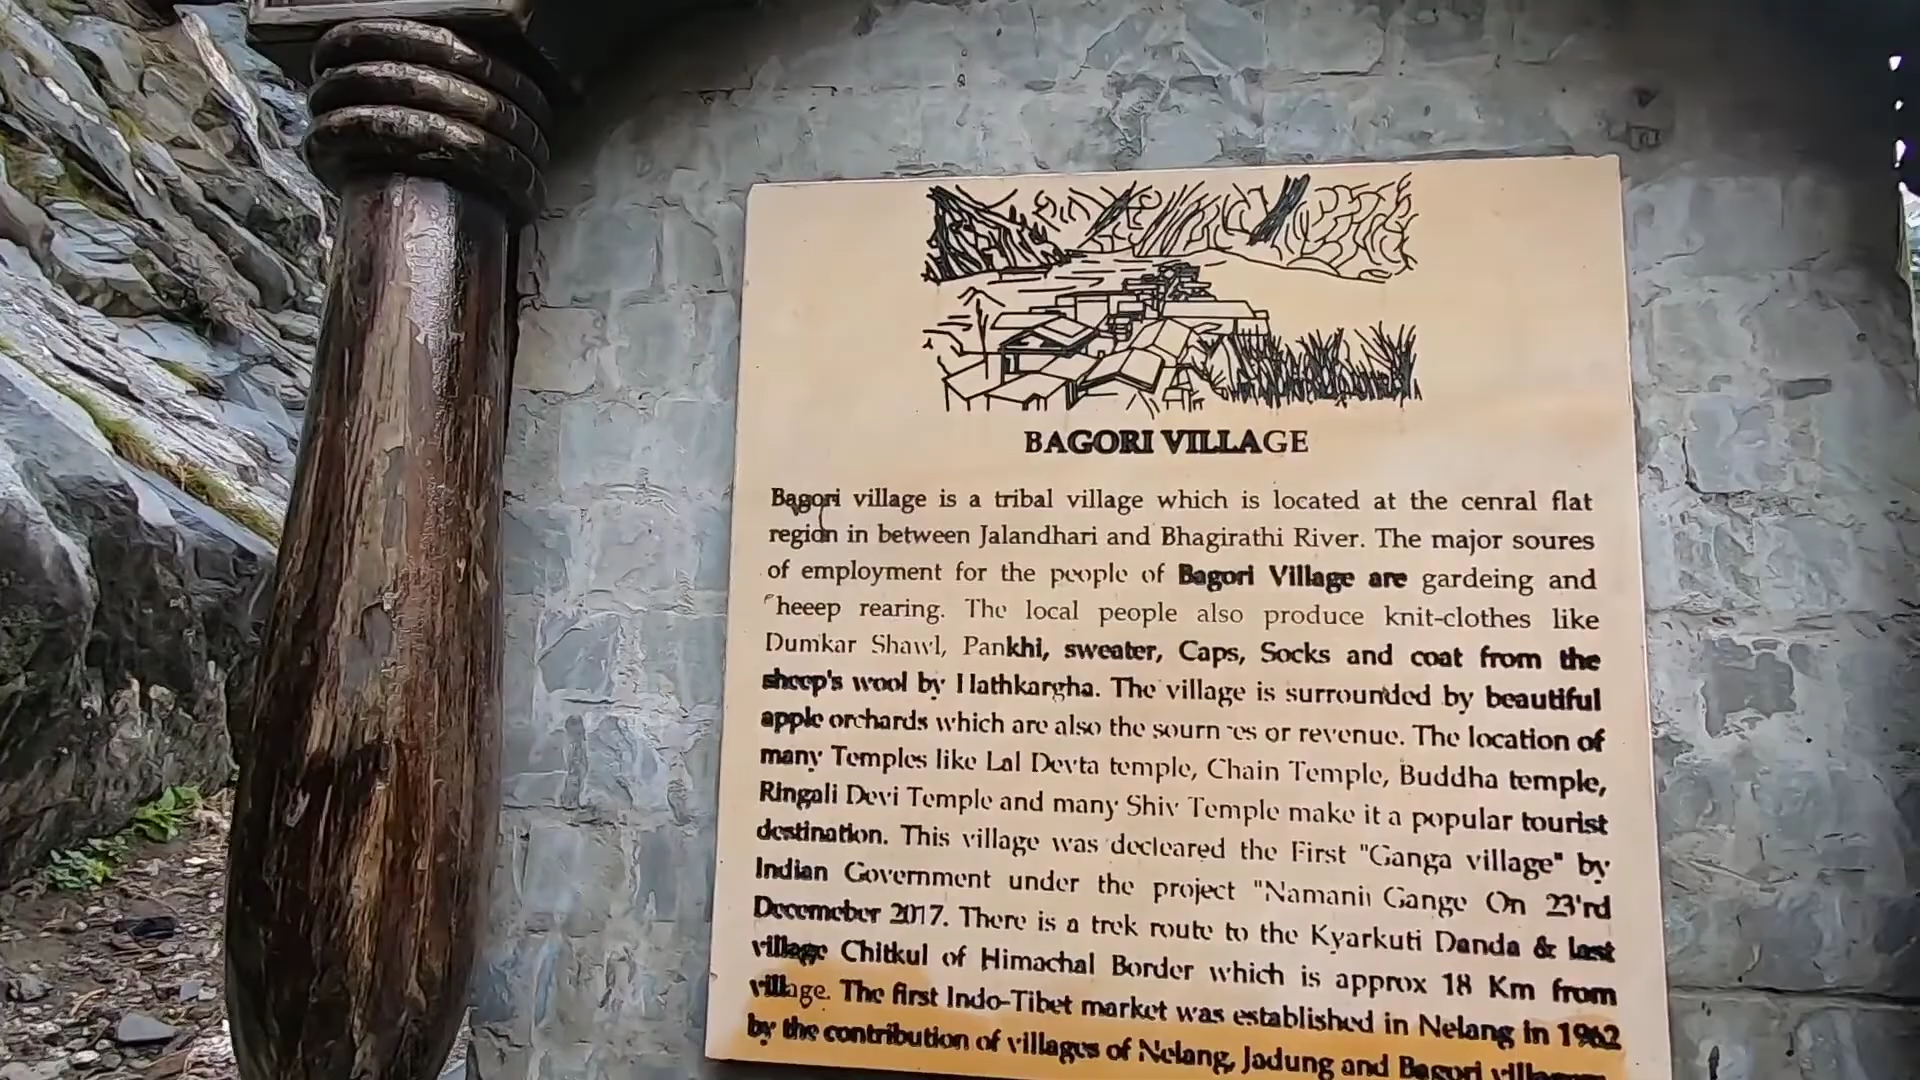 BAGORI VILLAGE
Bagori village is a tribal village which is located at the cenral flat
region in between Jalandhari and Bhagirathi River. The major soures
of employment for the people of Bagori Village are gardeing and
heeep rearing. The local people also produce knit-clothes like
Dumkar Shawl, Pankhi, sweater, Caps, Socks and coat from the
sheep's wool by Hathkargha. The village is surrounded by beautiful
apple orchards which are also the sourn es or revenue. The location of
many Temples like Lal Devta temple, Chain Temple, Buddha temple,
Ringali Devi Temple and many Shiv Temple make it a popular tourist
destination. This village was decleared the First "Ganga village" by
Indian Government under the project "Namanii Gange On 23'rd
Decemeber 2017. There is a trek route to the Kyarkuti Danda & last
village Chitkul of Himachal Border which is approx 18 Km from
village. The first Indo-Tibet market was established in Nelang in 1962
by the contribution of villages of Nelang, Jadung and Bagori